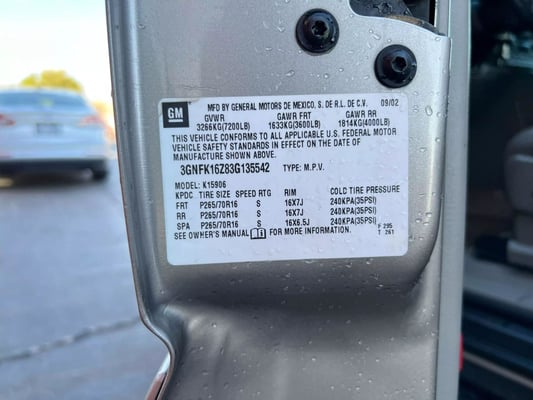 GM
MFD BY GENERAL MOTORS DE MEXICO, S. DE R.L. DE C.V. 09/02
GVWR GAWR FRT GAWR RR
3266KG(7200LB) 1633KG(3600LB) 1814KG(4000LB)
THIS VEHICLE CONFORMS TO ALL APPLICABLE U.S. FEDERAL MOTOR
VEHICLE SAFETY STANDARDS IN EFFECT ON THE DATE OF
MANUFACTURE SHOWN ABOVE.
3GNFK16Z83G135542 TYPE: M.P.V.
MODEL: K15906
KPDC TIRE SIZE SPEED RTG RIM COLD TIRE PRESSURE
FRT P265/70R16 S 16X7J 240KPA(35PSI)
RR P265/70R16 S 16X7J 240KPA(35PSI)
SPA P265/70R16 S 16X6.5J 240KPA(35PSI)
SEE OWNER'S MANUAL FOR MORE INFORMATION.
F 295
T 261